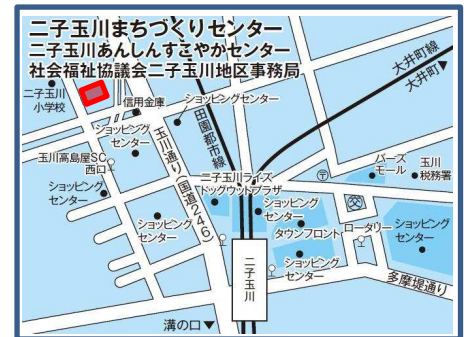 二子玉川まちづくりセンター
二子玉川あんしんすこやかセンター
社会福祉協議会二子玉川地区事務局
二子玉川
小学校
信用金庫
ショッピングセンター
ショッピング
センター
玉川高島屋SC
西口
ショッピング
センター
玉川通り(国道246)
田園都市線
大井町線
大井町▲
二子玉川ライズ
ドッグウッドプラザ
〒
交
バーズ
モール
玉川
税務署
ショッピング
センター
ショッピング
センター
タウンフロント
ロータリー
ショッピング
センター
ショッピング
センター
二子玉川
多摩堤通り
溝の口▼